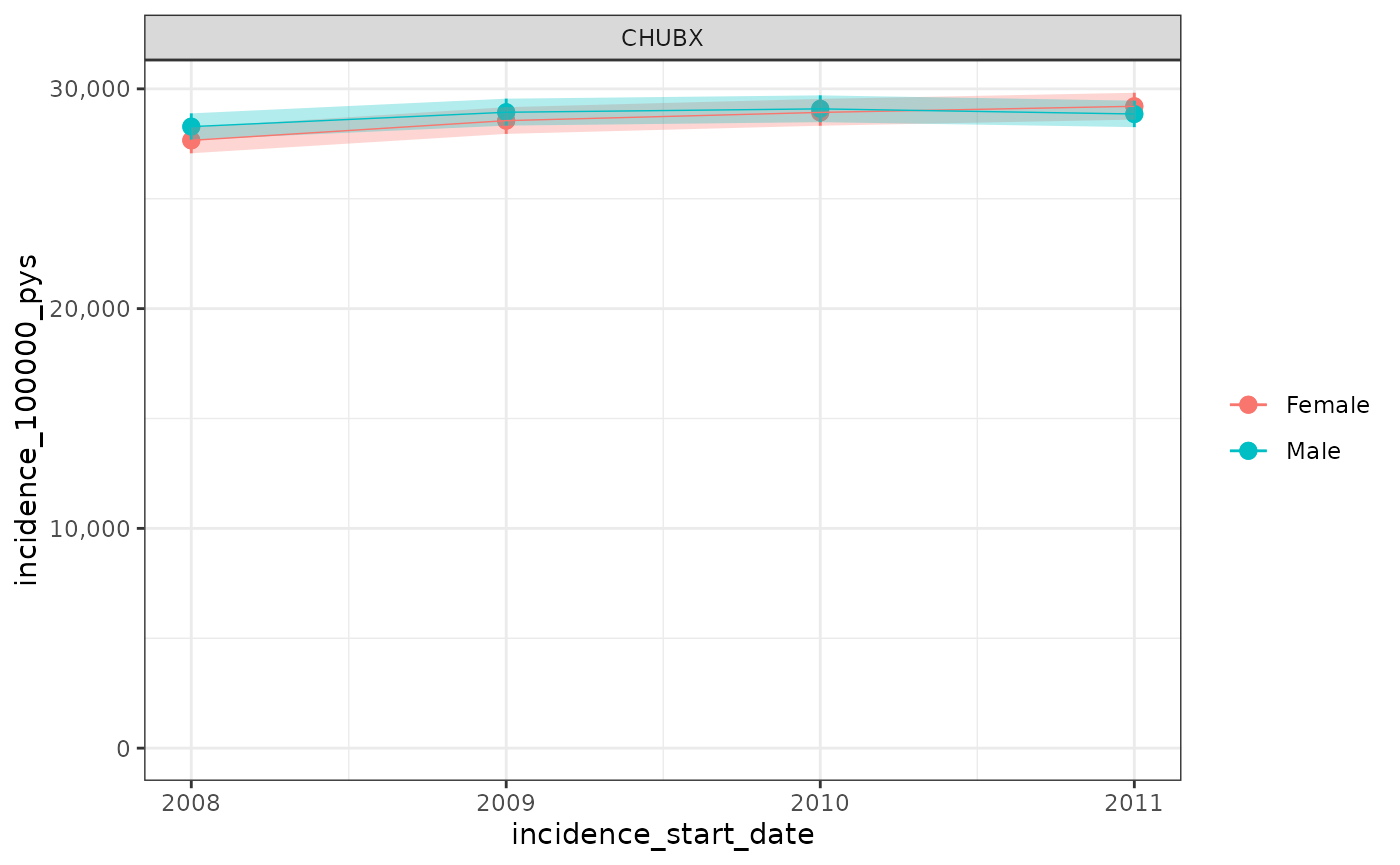 CHUBX
30,000
20,000
10,000
0
incidence_100000_pys
2008 2009 2010 2011
incidence_start_date
Female
Male